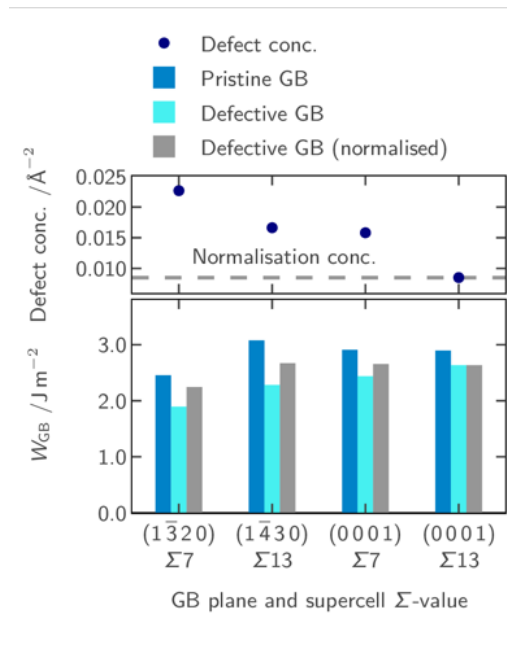 Defect conc.
Pristine GB
Defective GB
Defective GB (normalised)
Defect conc. /Å⁻²
0.025
0.020
0.015
0.010
Normalisation conc.
W_GB /J m⁻²
3.0
2.0
1.0
0.0
(1 3̅ 2 0) (1 4̅ 3 0) (0 0 0 1) (0 0 0 1)
Σ7 Σ13 Σ7 Σ13
GB plane and supercell Σ-value